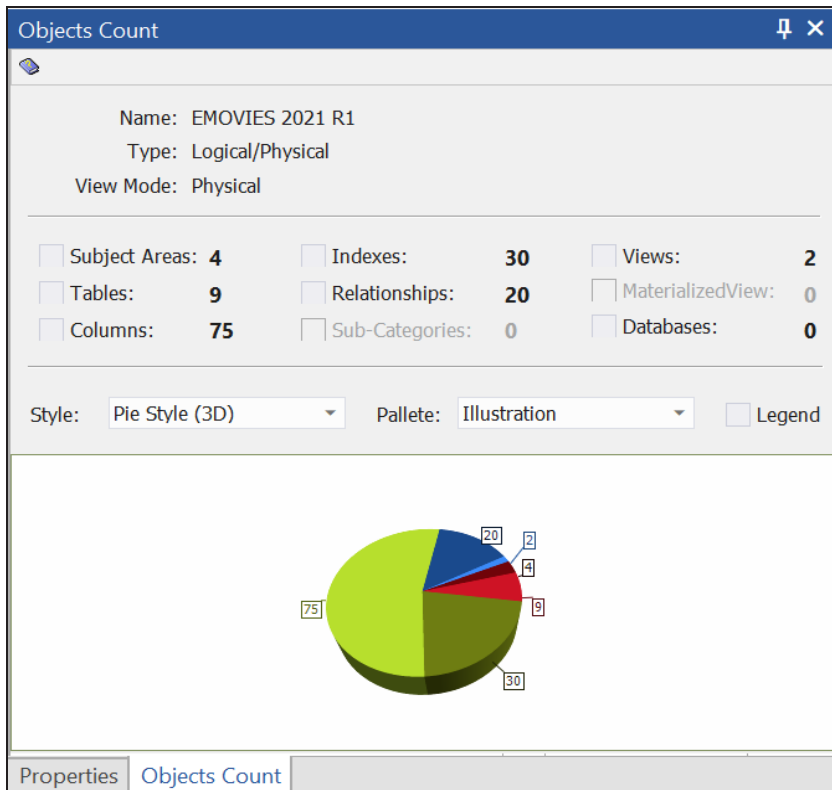 Objects Count
Name: EMOVIES 2021 R1
Type: Logical/Physical
View Mode: Physical
Subject Areas: 4 Indexes: 30 Views: 2
Tables: 9 Relationships: 20 MaterializedView: 0
Columns: 75 Sub-Categories: 0 Databases: 0
Style: Pie Style (3D) Pallete: Illustration Legend
20
2
4
75
9
30
Properties Objects Count